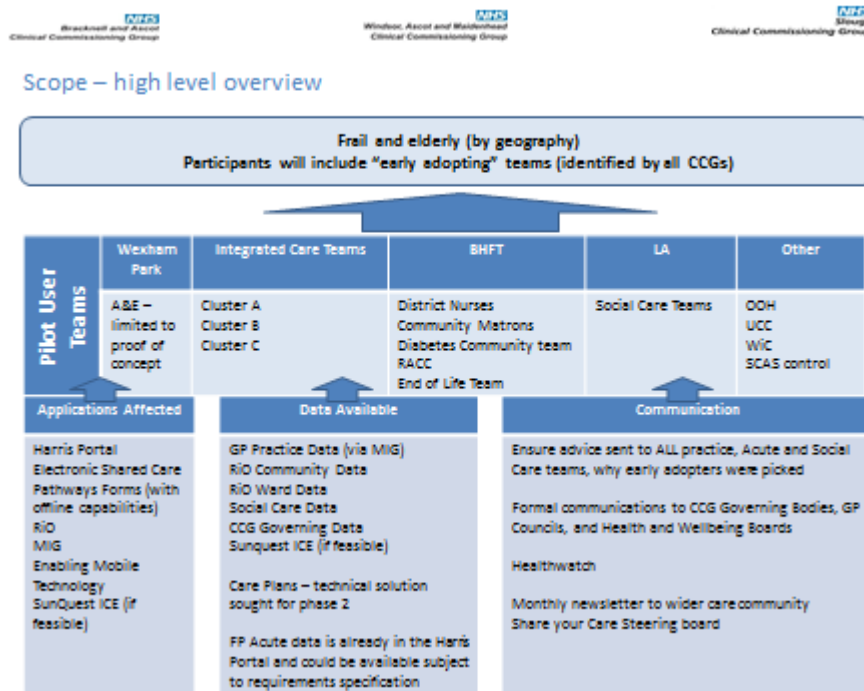 NHS
Bracknell and Ascot
Clinical Commissioning Group
NHS
Windsor, Ascot and Maidenhead
Clinical Commissioning Group
NHS
Slough
Clinical Commissioning Group
Scope – high level overview
Frail and elderly (by geography)
Participants will include “early adopting” teams (identified by all CCGs)
Pilot User
Teams
Wexham
Park
A&E –
limited to
proof of
concept
Integrated Care Teams
Cluster A
Cluster B
Cluster C
BHFT
District Nurses
Community Matrons
Diabetes Community team
RACC
End of Life Team
LA
Social Care Teams
Other
OOH
UCC
WiC
SCAS control
Applications Affected
Harris Portal
Electronic Shared Care
Pathways Forms (with
offline capabilities)
RiO
MIG
Enabling Mobile
Technology
SunQuest ICE (if
feasible)
Data Available
GP Practice Data (via MIG)
RiO Community Data
RiO Ward Data
Social Care Data
CCG Governing Data
Sunquest ICE (if feasible)
Care Plans – technical solution
sought for phase 2
FP Acute data is already in the Harris
Portal and could be available subject
to requirements specification
Communication
Ensure advice sent to ALL practice, Acute and Social
Care teams, why early adopters were picked
Formal communications to CCG Governing Bodies, GP
Councils, and Health and Wellbeing Boards
Healthwatch
Monthly newsletter to wider care community
Share your Care Steering board